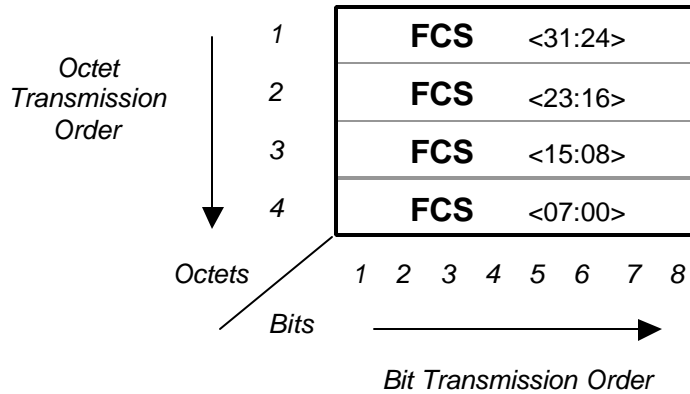 1 FCS <31:24>
Octet
Transmission
Order
2 FCS <23:16>
3 FCS <15:08>
4 FCS <07:00>
Octets 1 2 3 4 5 6 7 8
Bits
Bit Transmission Order